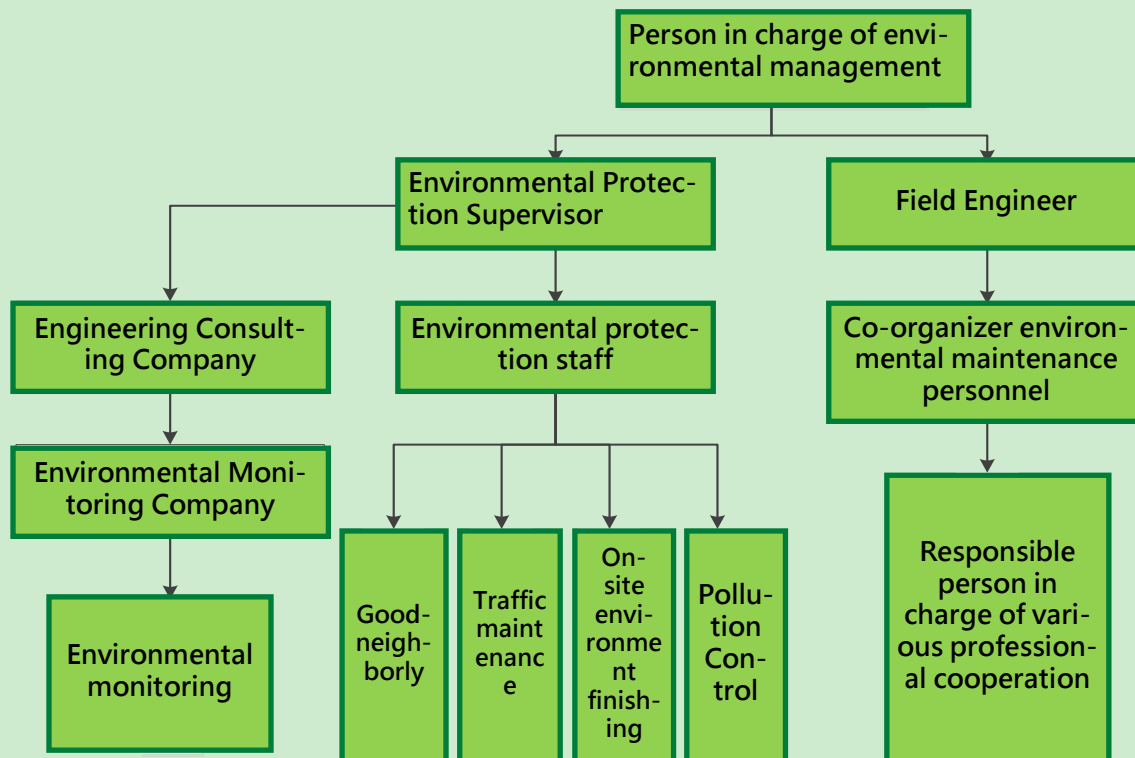 Person in charge of envi-
ronmental management
Environmental Protec-
tion Supervisor
Field Engineer
Engineering Consult-
ing Company
Environmental protec-
tion staff
Co-organizer environ-
mental maintenance
personnel
Environmental Moni-
toring Company
Environmental
monitoring
Good-
neigh-
borly
Traffic
maint
enanc
e
On-
site
envi-
ronme
nt
finish-
ing
Pollu-
tion
Con-
trol
Responsible
person in
charge of vari-
ous profession-
al cooperation